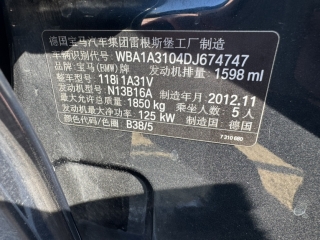 德国宝马汽车集团雷根斯堡工厂制造
车辆识别代号: WBA1A3104DJ674747
品牌: 宝马(BMW)牌 发动机排量: 1598 ml
整车型号: 118i 1A31V
发动机型号: N13B16A 制造年月: 2012.11
最大允许总质量: 1850 kg 乘坐人数: 5 人
发动机最大净功率: 125 kW 制造国: 德国
颜色代码/色圈: B38/5
7 310 660